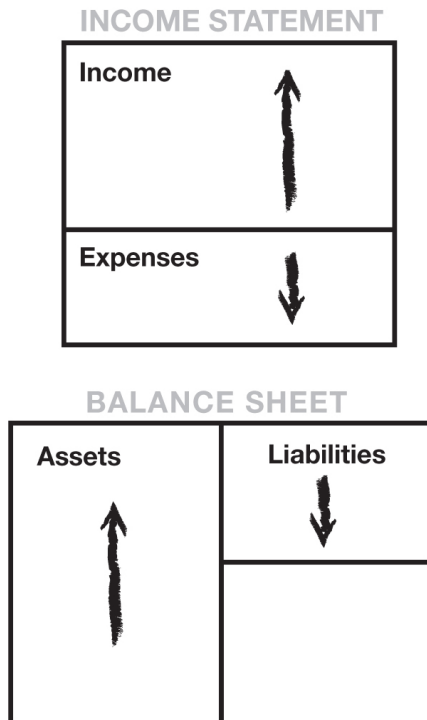 INCOME STATEMENT
Income
Expenses
BALANCE SHEET
Assets
Liabilities